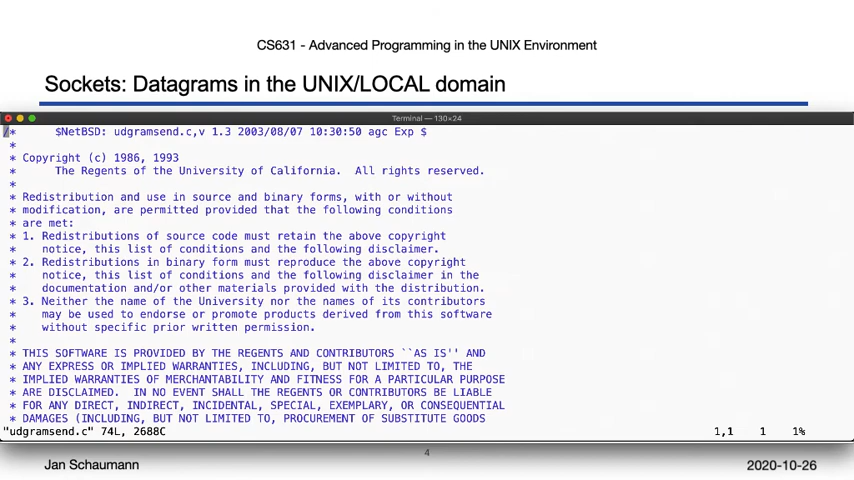 CS631 - Advanced Programming in the UNIX Environment
Sockets: Datagrams in the UNIX/LOCAL domain
Terminal — 130×24
/*      $NetBSD: udgramsend.c,v 1.3 2003/08/07 10:30:50 agc Exp $
 *
 * Copyright (c) 1986, 1993
 *      The Regents of the University of California.  All rights reserved.
 *
 * Redistribution and use in source and binary forms, with or without
 * modification, are permitted provided that the following conditions
 * are met:
 * 1. Redistributions of source code must retain the above copyright
 *    notice, this list of conditions and the following disclaimer.
 * 2. Redistributions in binary form must reproduce the above copyright
 *    notice, this list of conditions and the following disclaimer in the
 *    documentation and/or other materials provided with the distribution.
 * 3. Neither the name of the University nor the names of its contributors
 *    may be used to endorse or promote products derived from this software
 *    without specific prior written permission.
 *
 * THIS SOFTWARE IS PROVIDED BY THE REGENTS AND CONTRIBUTORS ``AS IS'' AND
 * ANY EXPRESS OR IMPLIED WARRANTIES, INCLUDING, BUT NOT LIMITED TO, THE
 * IMPLIED WARRANTIES OF MERCHANTABILITY AND FITNESS FOR A PARTICULAR PURPOSE
 * ARE DISCLAIMED.  IN NO EVENT SHALL THE REGENTS OR CONTRIBUTORS BE LIABLE
 * FOR ANY DIRECT, INDIRECT, INCIDENTAL, SPECIAL, EXEMPLARY, OR CONSEQUENTIAL
 * DAMAGES (INCLUDING, BUT NOT LIMITED TO, PROCUREMENT OF SUBSTITUTE GOODS
"udgramsend.c" 74L, 2688C    1,1    1    1%
4
Jan Schaumann
2020-10-26